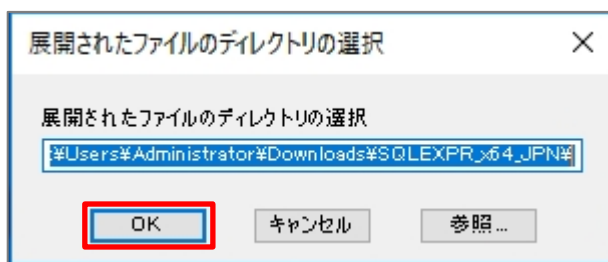 展開されたファイルのディレクトリの選択
展開されたファイルのディレクトリの選択
:¥Users¥Administrator¥Downloads¥SQLEXPR_x64_JPN¥
OK キャンセル 参照...